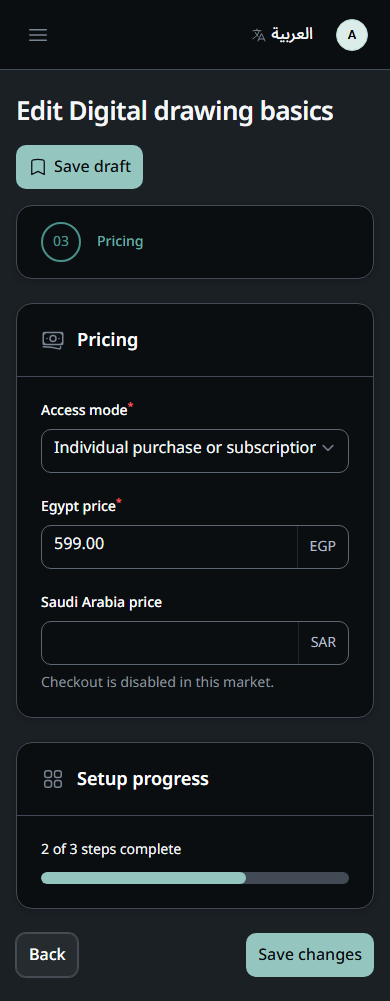 العربية
A
Edit Digital drawing basics
Save draft
03 Pricing
Pricing
Access mode*
Individual purchase or subscription
Egypt price*
599.00 EGP
Saudi Arabia price
SAR
Checkout is disabled in this market.
Setup progress
2 of 3 steps complete
Back Save changes